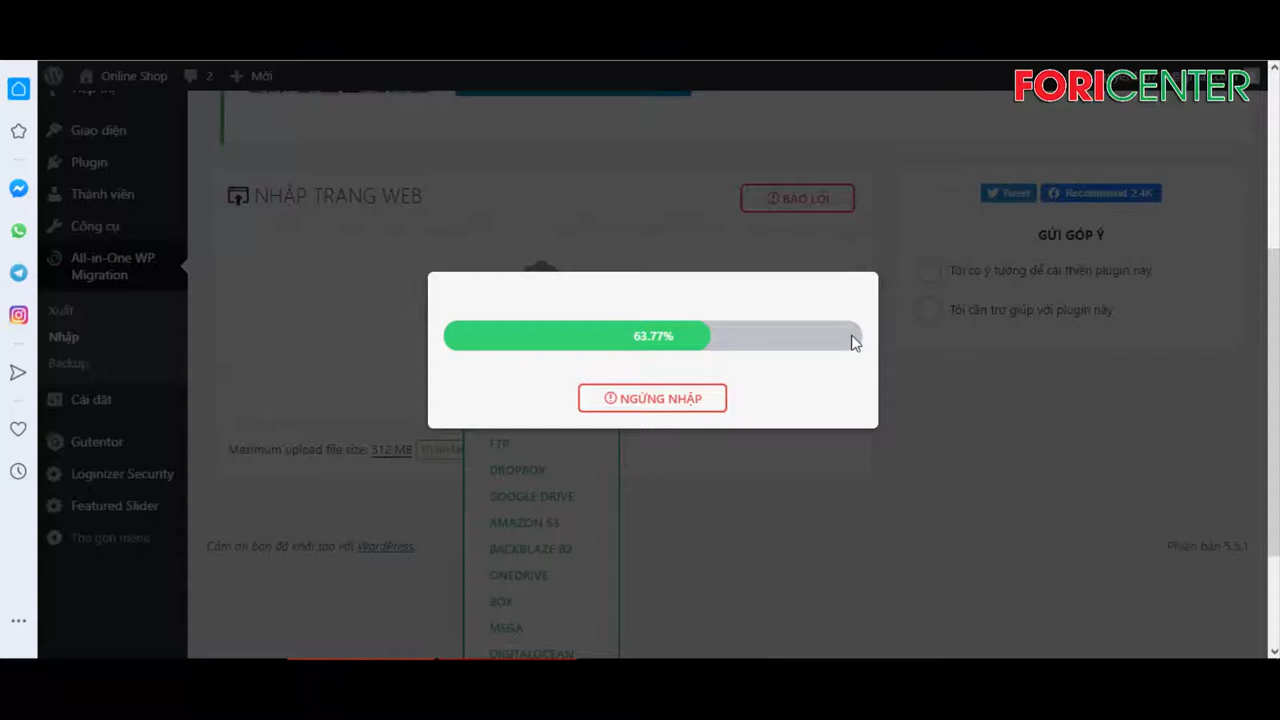 FORICENTER
Online Shop
2
Mới
Giao diện
Plugin
Thành viên
Công cụ
All-in-One WP
Migration
Xuất
Nhập
Backup
Cài đặt
Gutentor
Loginizer Security
Featured Slider
Thu gọn menu
NHẬP TRANG WEB
BÁO LỖI
63.77%
NGỪNG NHẬP
Maximum upload file size: 512 MB
FTP
DROPBOX
GOOGLE DRIVE
AMAZON S3
BACKBLAZE B2
ONEDRIVE
BOX
MEGA
DIGITALOCEAN
Tweet
Recommend 2.4K
GỬI GÓP Ý
Tôi có ý tưởng để cải thiện plugin này
Tôi cần trợ giúp với plugin này
Cảm ơn bạn đã khởi tạo với WordPress.
Phiên bản 5.5.1